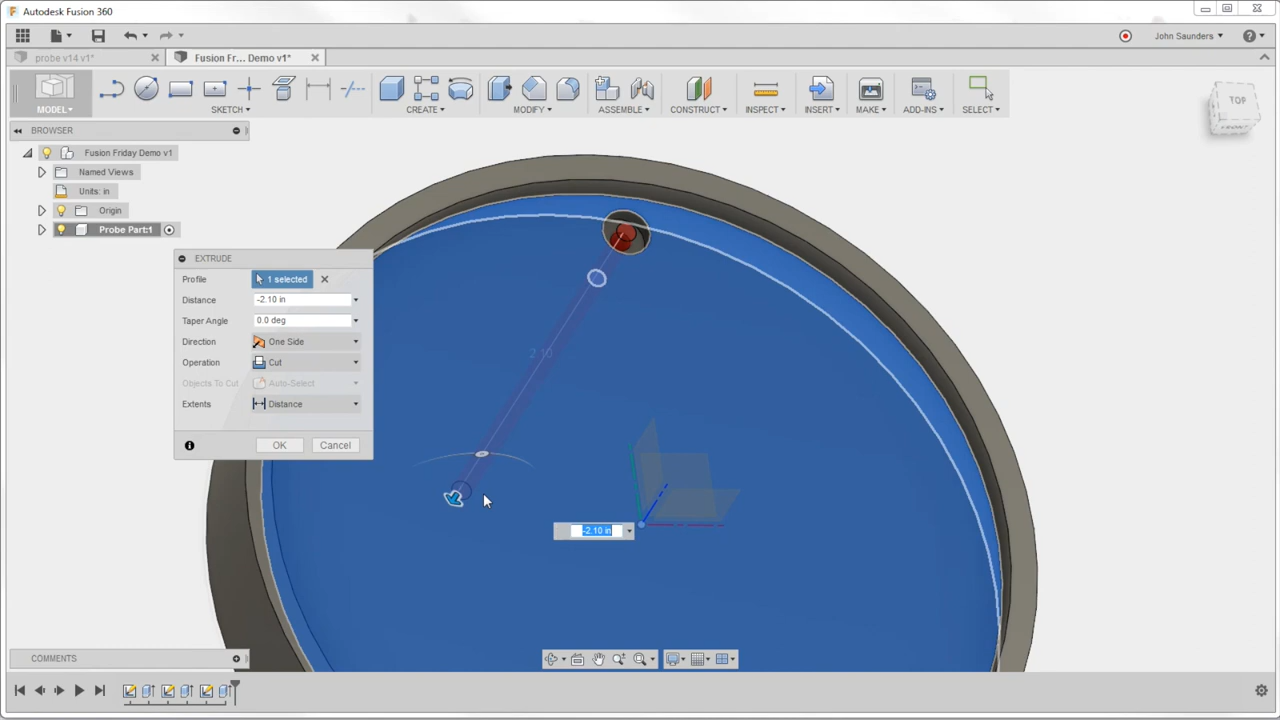 Autodesk Fusion 360
John Saunders
probe v14 v1*
Fusion Fr... Demo v1*
MODEL
SKETCH
CREATE
MODIFY
ASSEMBLE
CONSTRUCT
INSPECT
INSERT
MAKE
ADD-INS
SELECT
TOP
BROWSER
Fusion Friday Demo v1
Named Views
Units: in
Origin
Probe Part:1
EXTRUDE
Profile 1 selected
Distance -2.10 in
Taper Angle 0.0 deg
Direction One Side
Operation Cut
Objects To Cut Auto-Select
Extents Distance
OK Cancel
2.10
-2.10 in
COMMENTS